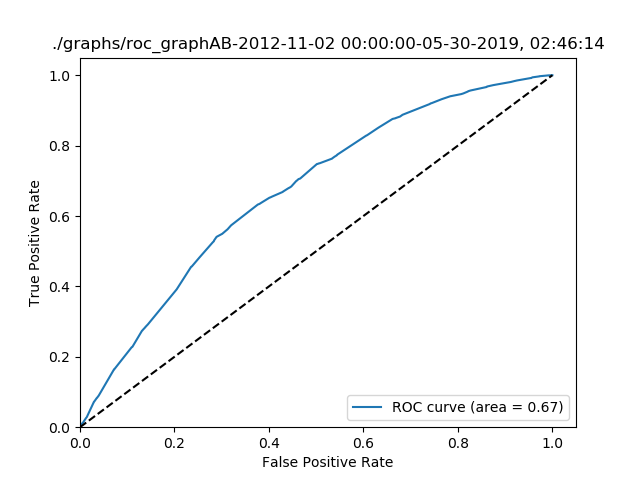 ./graphs/roc_graphAB-2012-11-02 00:00:00-05-30-2019, 02:46:14
1.0
0.8
0.6
0.4
0.2
0.0
True Positive Rate
ROC curve (area = 0.67)
0.0 0.2 0.4 0.6 0.8 1.0
False Positive Rate